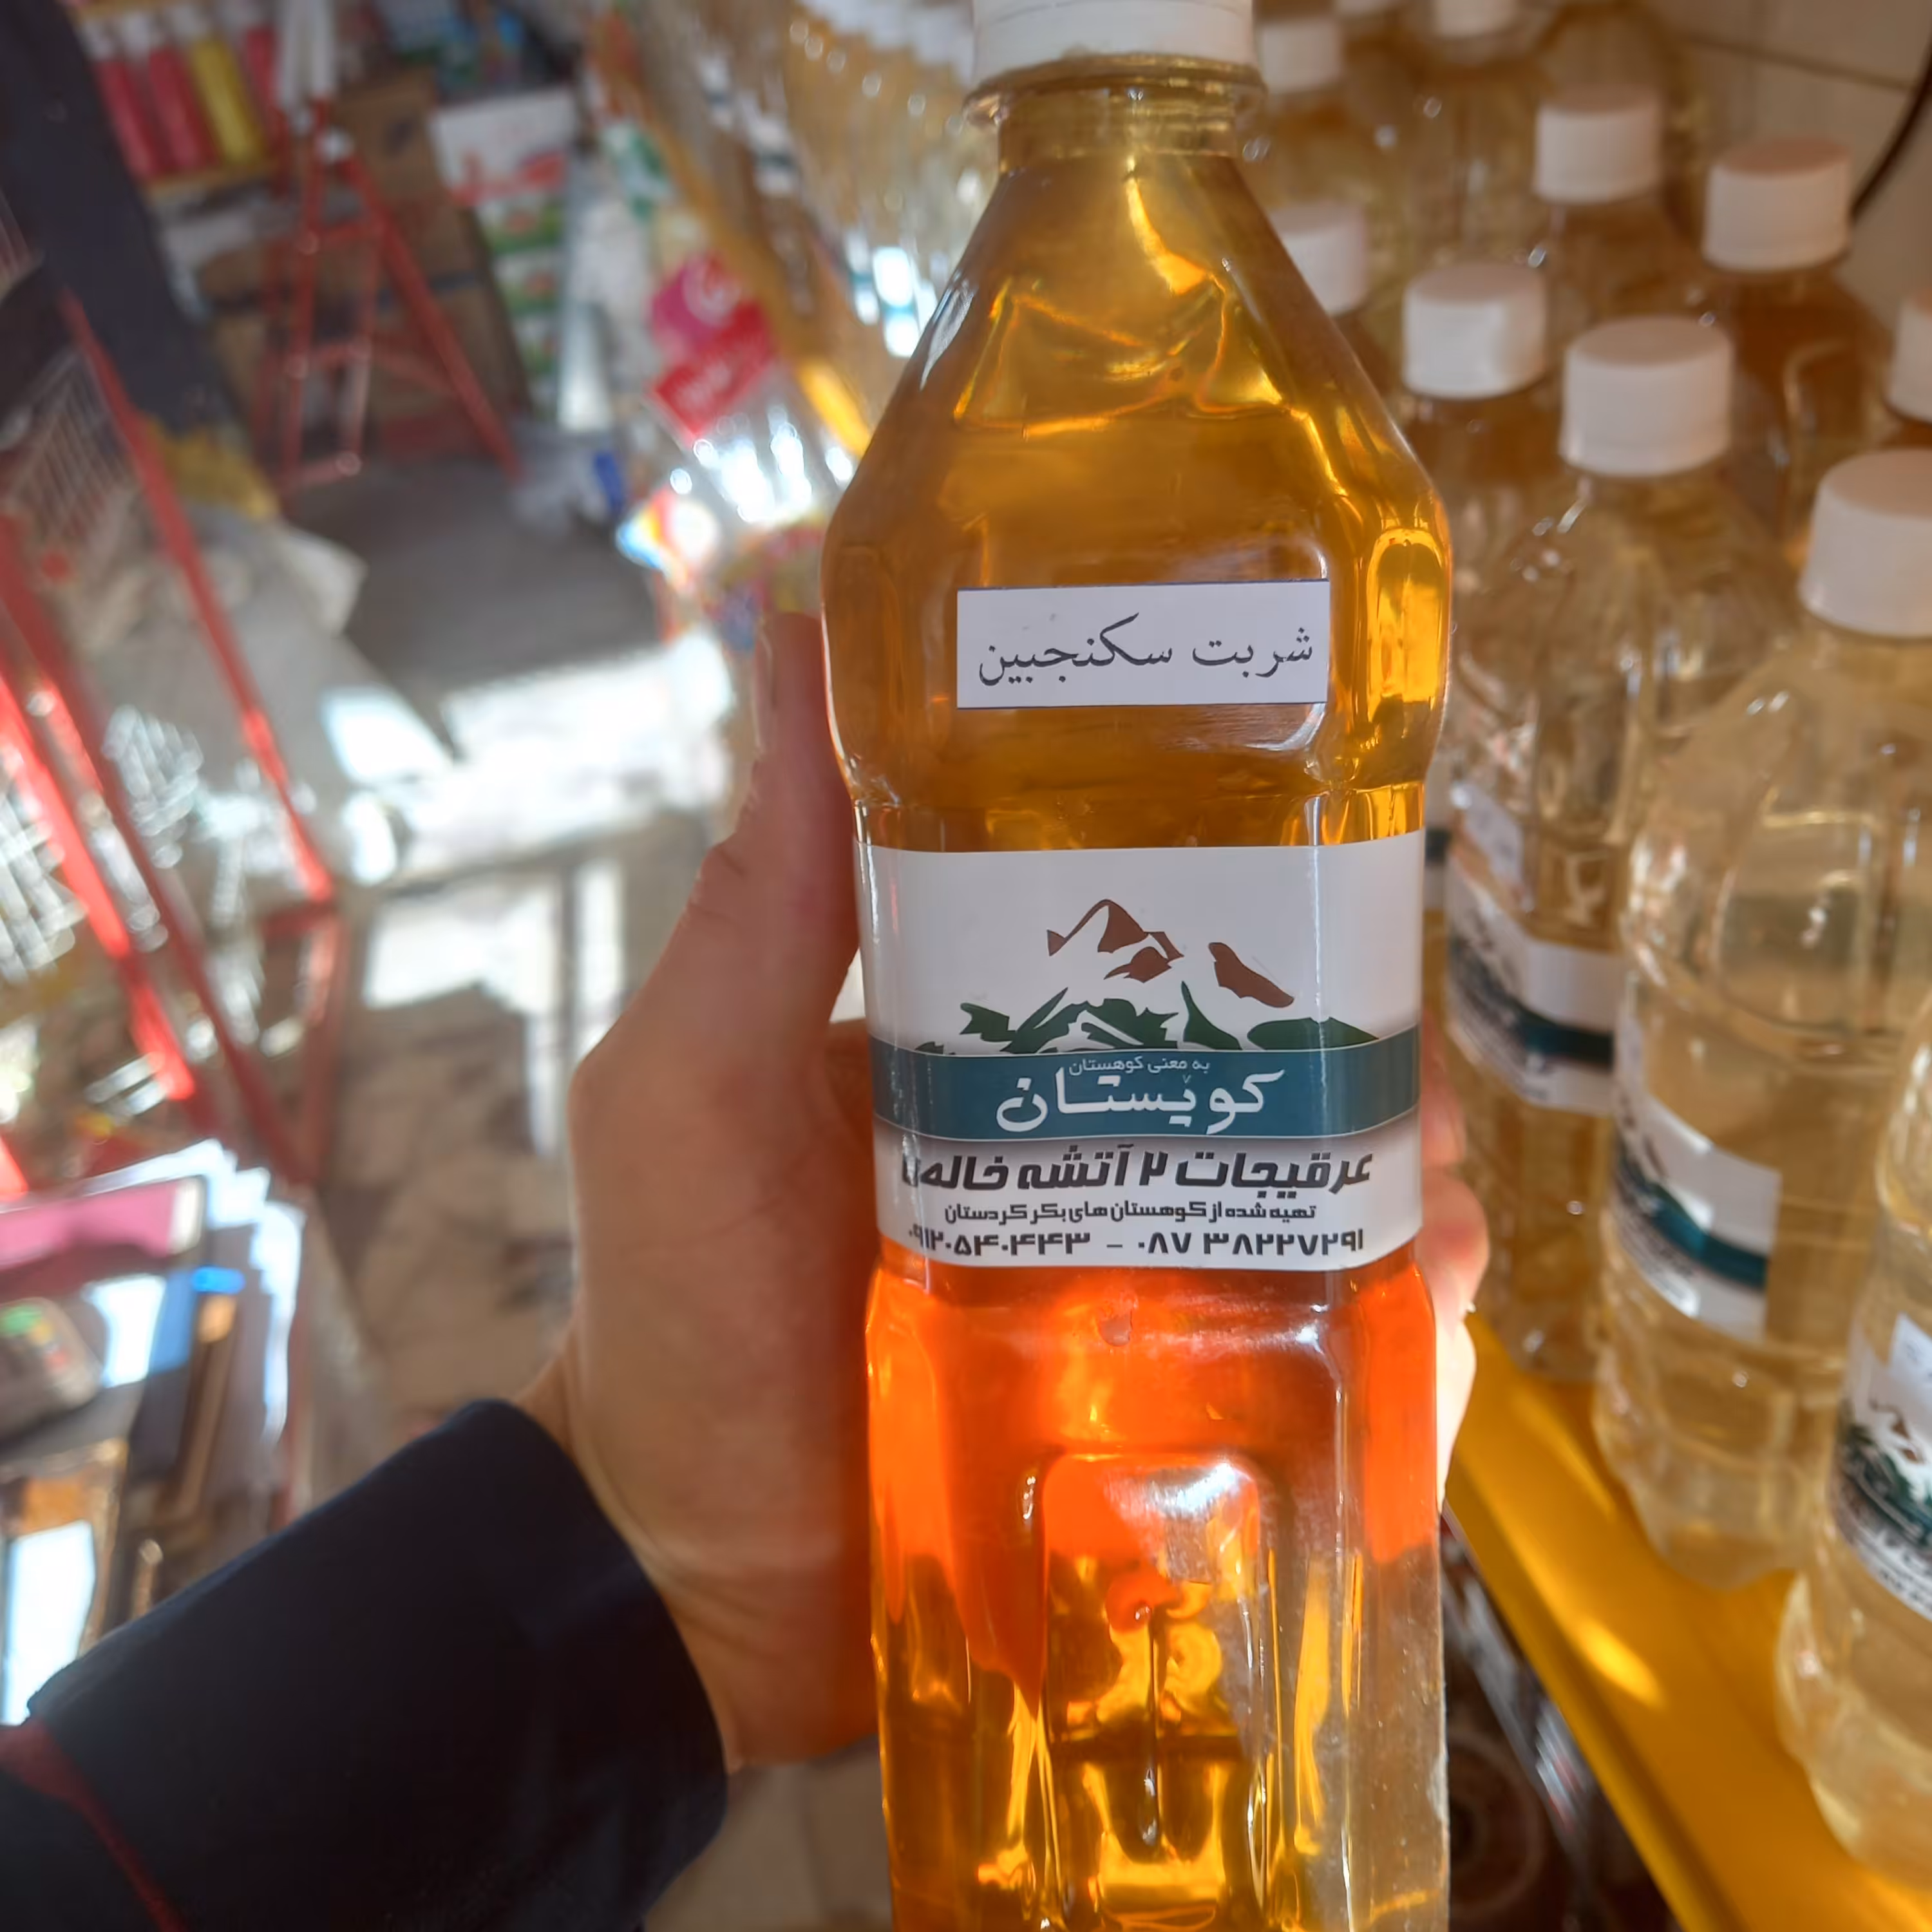 شربت سکنجبین
به معنی کوهستان
کویستان
عرقیجات ۲ آتشه خاله
تهیه شده از کوهستان های بکر کردستان
۰۹۱۲۰۵۴۰۴۴۳ - ۰۸۷ ۳۸۲۲۷۲۹۱